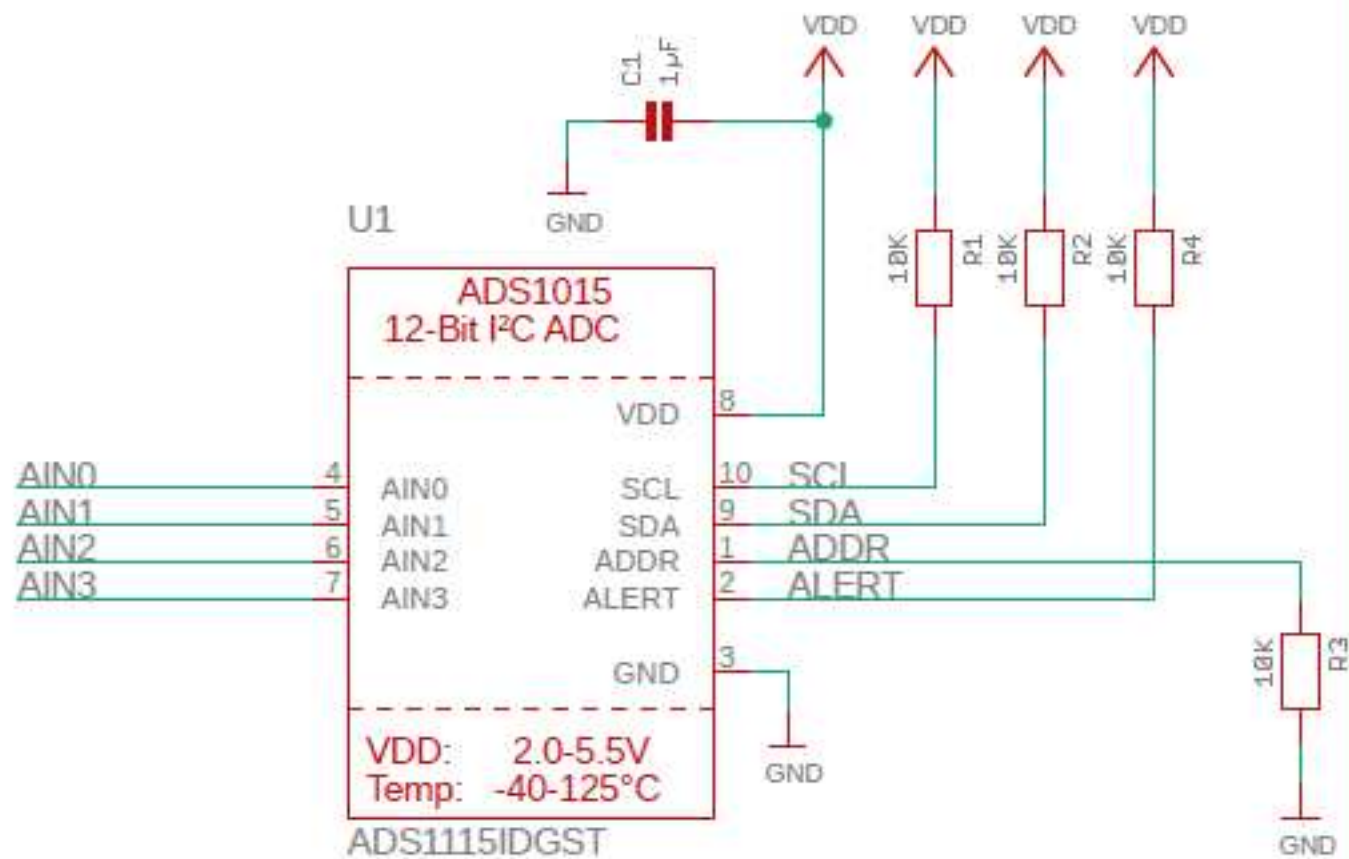 VDD VDD VDD VDD
C1
1µF
GND
U1
10K
R1
10K
R2
10K
R4
ADS1015
12-Bit I²C ADC
VDD 8
AIN0 4 AIN0 SCL 10 SCL
AIN1 5 AIN1 SDA 9 SDA
AIN2 6 AIN2 ADDR 1 ADDR
AIN3 7 AIN3 ALERT 2 ALERT
GND 3
10K
R3
VDD: 2.0-5.5V
Temp: -40-125°C
GND
ADS1115IDGST
GND